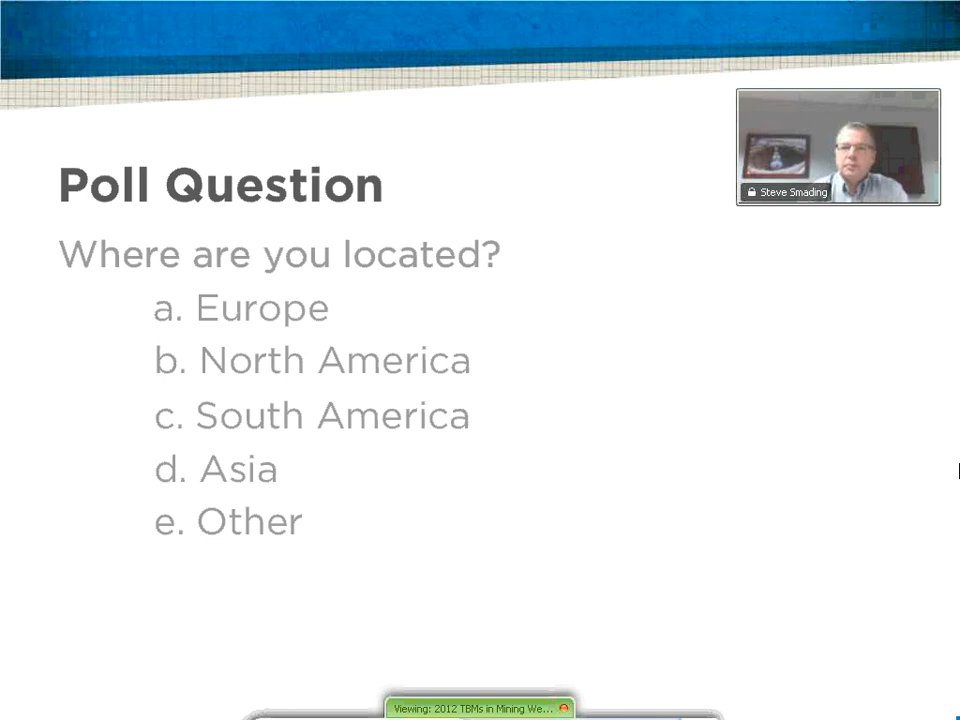 Steve Smading
Poll Question
Where are you located?
a. Europe
b. North America
c. South America
d. Asia
e. Other
Viewing: 2012 TBMs in Mining We...